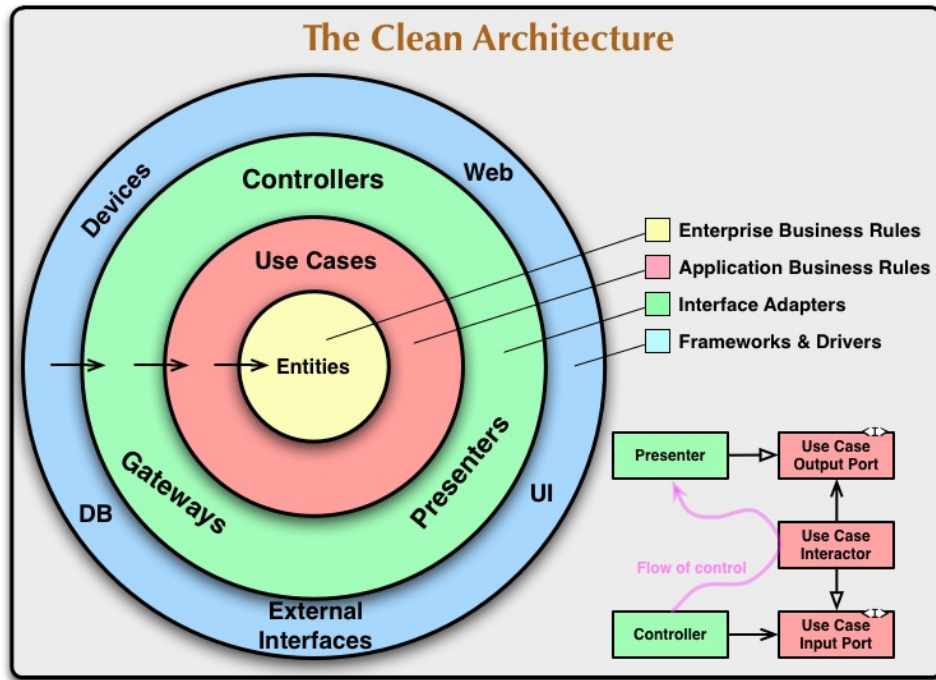 The Clean Architecture
Devices
Web
Controllers
Use Cases
Entities
Gateways
Presenters
DB
UI
External
Interfaces
Enterprise Business Rules
Application Business Rules
Interface Adapters
Frameworks & Drivers
Presenter
<I>
Use Case
Output Port
Use Case
Interactor
Flow of control
Controller
<I>
Use Case
Input Port